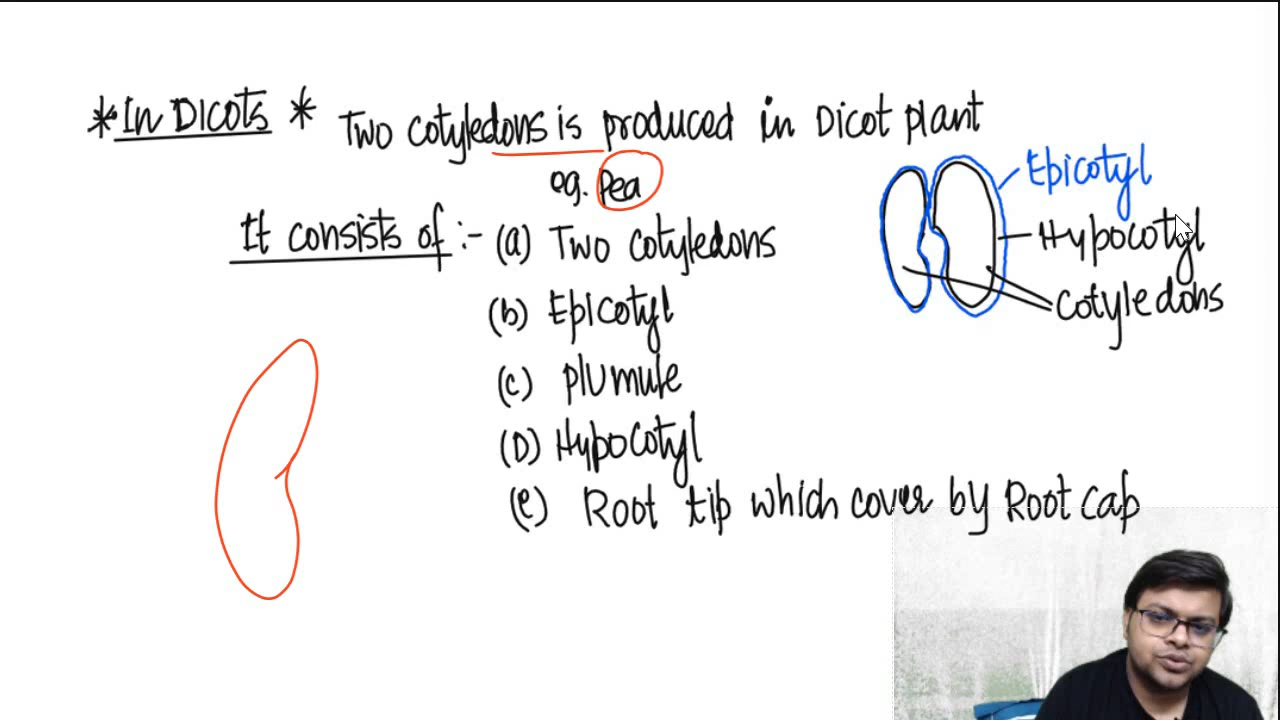 *In DICOTS * Two cotyledons is produced in Dicot plant
eg. Pea
It consists of :- (a) Two cotyledons
(b) Epicotyl
(c) Plumule
(D) Hypocotyl
(e) Root tip which cover by Root cap
Epicotyl
Hypocotyl
Cotyledons